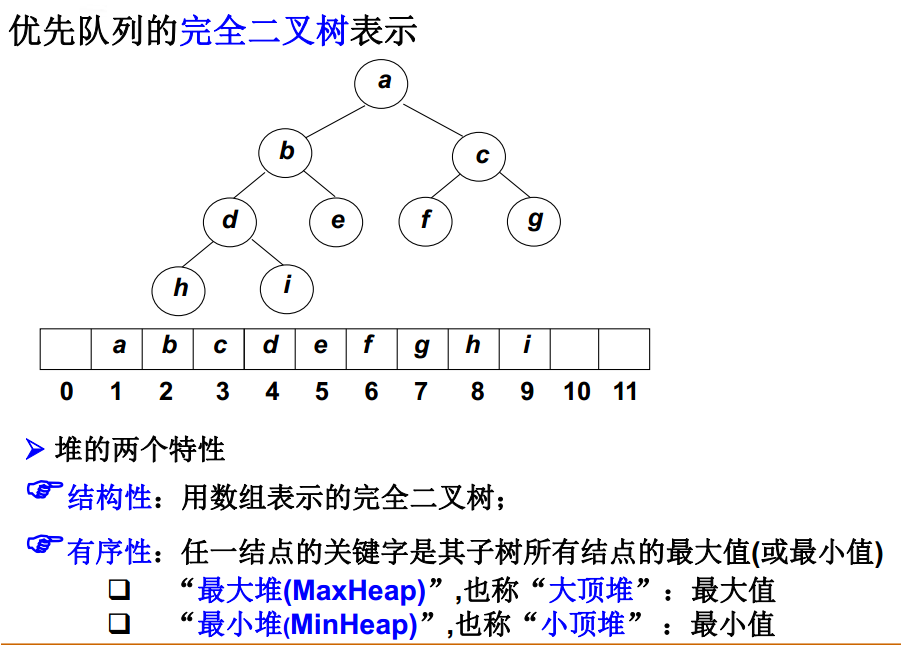 优先队列的完全二叉树表示
a
b c
d e f g
h i
a b c d e f g h i
0 1 2 3 4 5 6 7 8 9 10 11
堆的两个特性
结构性：用数组表示的完全二叉树；
有序性：任一结点的关键字是其子树所有结点的最大值(或最小值)
“最大堆(MaxHeap)”,也称“大顶堆”：最大值
“最小堆(MinHeap)”,也称“小顶堆”：最小值